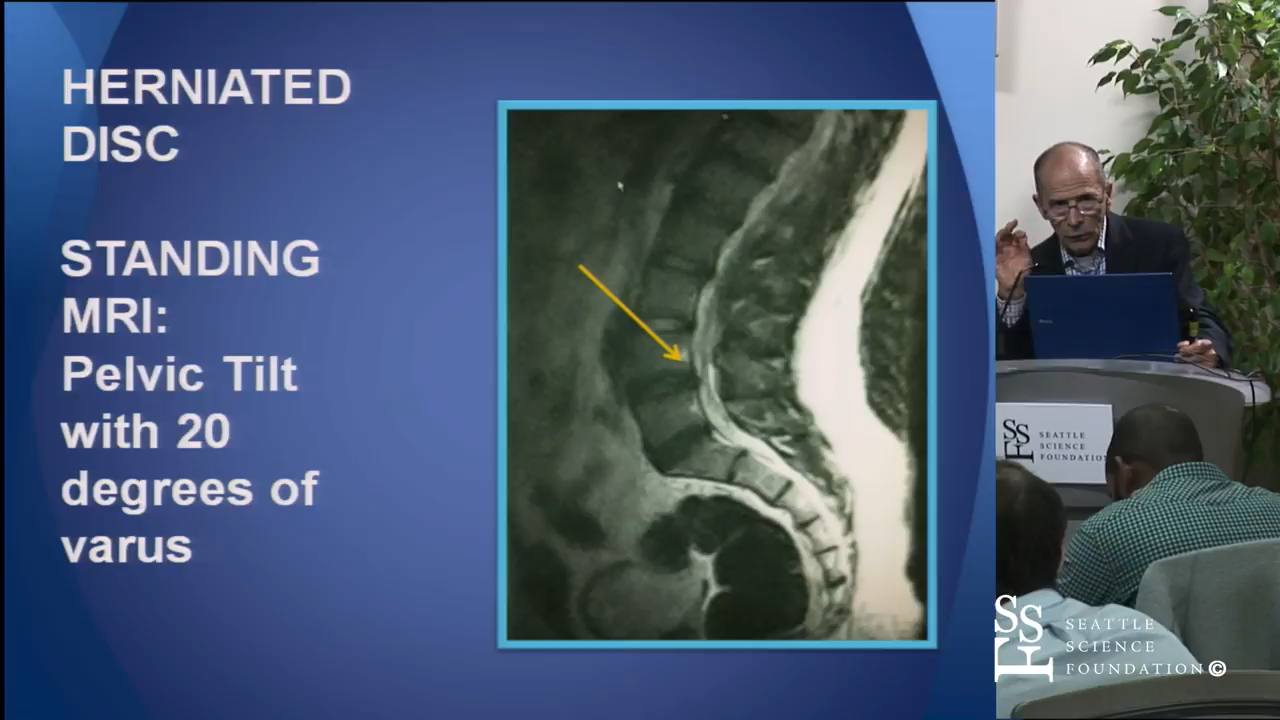 HERNIATED
DISC
STANDING
MRI:
Pelvic Tilt
with 20
degrees of
varus
SSF
SEATTLE
SCIENCE
FOUNDATION
SSF
SEATTLE
SCIENCE
FOUNDATION©